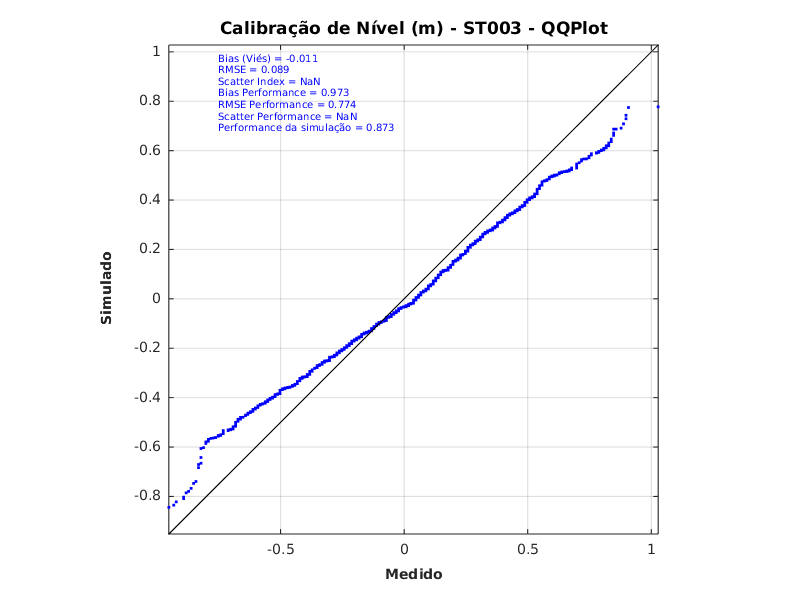 Calibração de Nível (m) - ST003 - QQPlot
Bias (Viés) = -0.011
RMSE = 0.089
Scatter Index = NaN
Bias Performance = 0.973
RMSE Performance = 0.774
Scatter Performance = NaN
Performance da simulação = 0.873
1
0.8
0.6
0.4
0.2
0
-0.2
-0.4
-0.6
-0.8
Simulado
-0.5
0
0.5
1
Medido